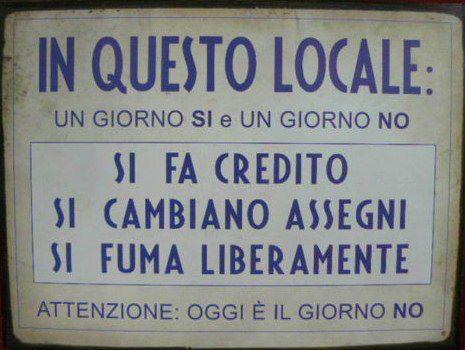 IN QUESTO LOCALE:
UN GIORNO SI e UN GIORNO NO
SI FA CREDITO
SI CAMBIANO ASSEGNI
SI FUMA LIBERAMENTE
ATTENZIONE: OGGI È IL GIORNO NO